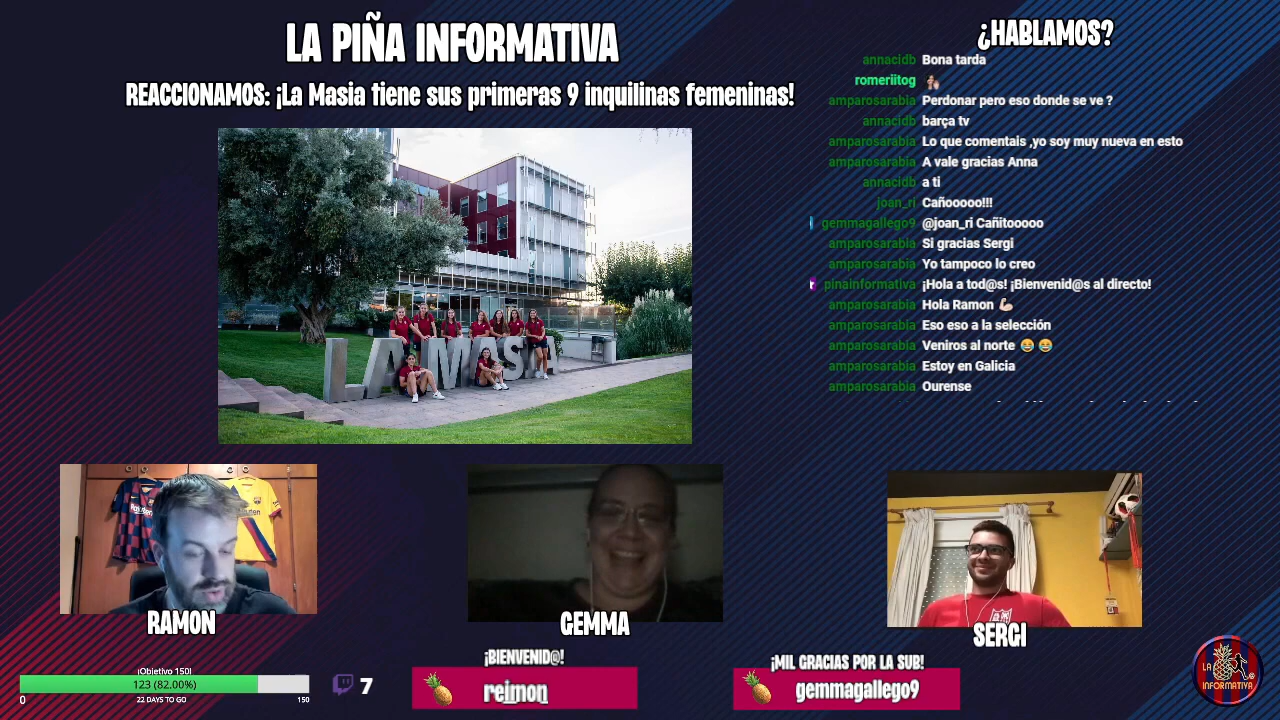 LA PIÑA INFORMATIVA
REACCIONAMOS: ¡La Masia tiene sus primeras 9 inquilinas femeninas!
LA MASIA
¿HABLAMOS?
annacidb Bona tarda
romeriitog
amparosarabia Perdonar pero eso donde se ve ?
annacidb barça tv
amparosarabia Lo que comentais ,yo soy muy nueva en esto
amparosarabia A vale gracias Anna
annacidb a ti
joan_ri Cañooooo!!!
gemmagallego9 @joan_ri Cañitooooo
amparosarabia Si gracias Sergi
amparosarabia Yo tampoco lo creo
pinainformativa ¡Hola a tod@s! ¡Bienvenid@s al directo!
amparosarabia Hola Ramon 💪🏻
amparosarabia Eso eso a la selección
amparosarabia Veniros al norte 😂 😂
amparosarabia Estoy en Galicia
amparosarabia Ourense
Rakuten
RAMON
GEMMA
SERGI
¡Objetivo 150!
123 (82.00%)
0 22 DAYS TO GO 150
7
¡BIENVENID@!
reimon
¡MIL GRACIAS POR LA SUB!
gemmagallego9
LA PIÑA
INFORMATIVA